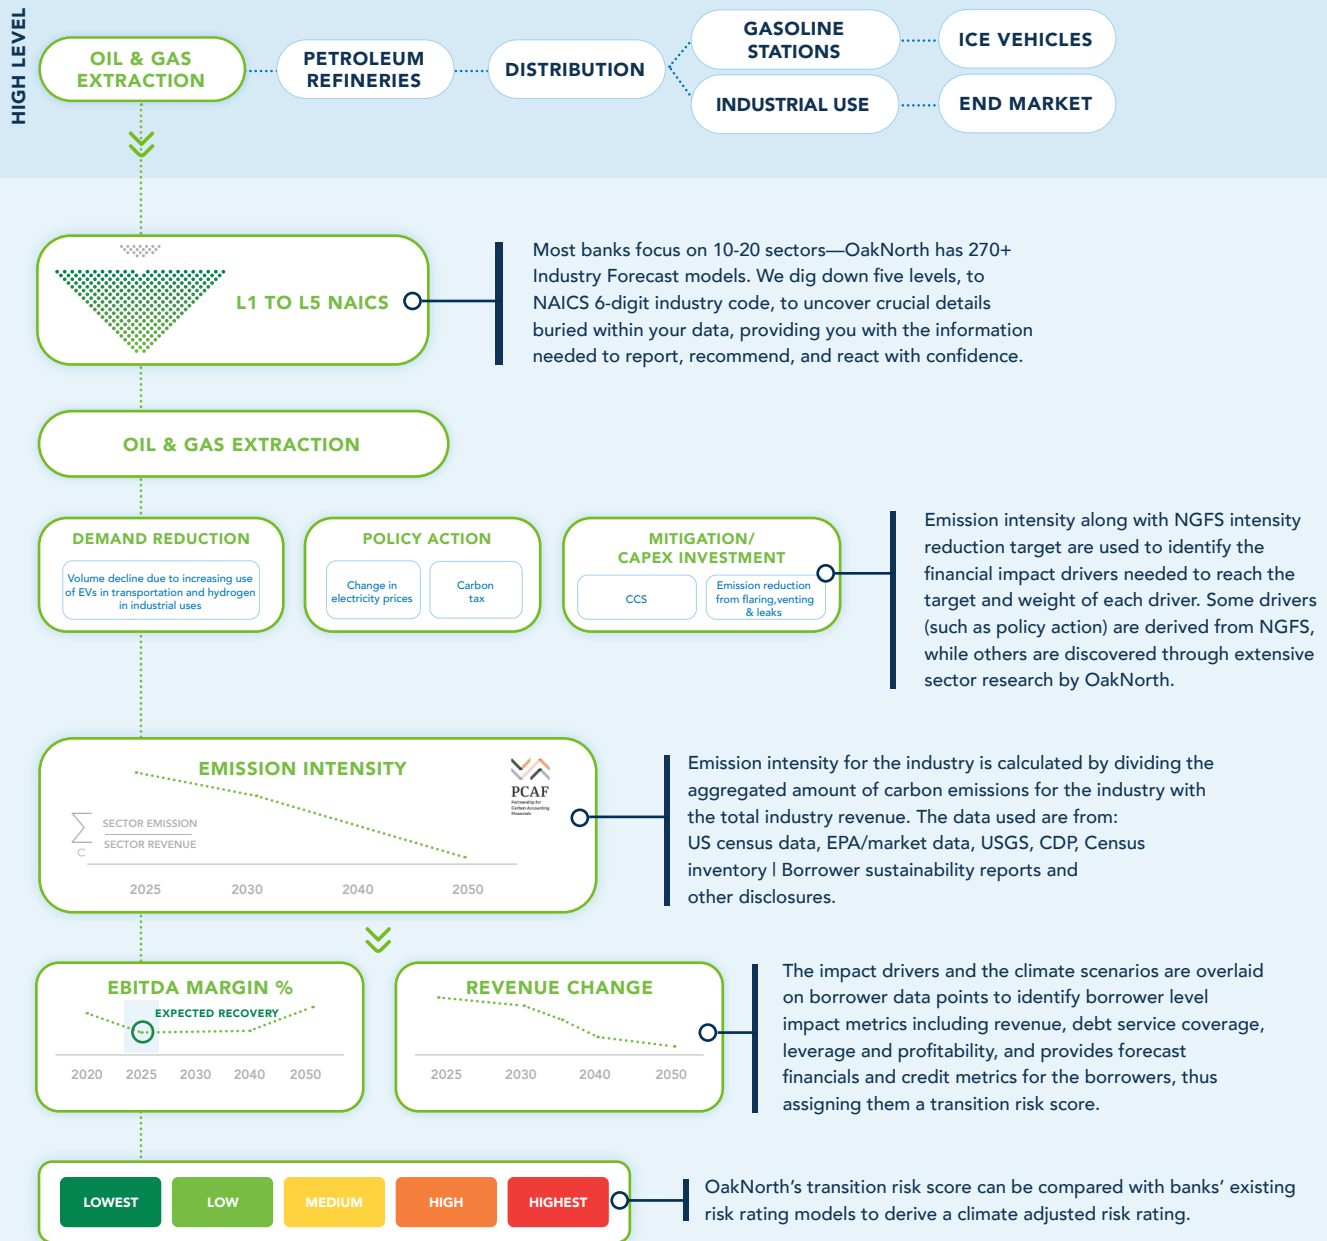 HIGH LEVEL
OIL & GAS
EXTRACTION
PETROLEUM
REFINERIES
DISTRIBUTION
GASOLINE
STATIONS
ICE VEHICLES
INDUSTRIAL USE
END MARKET
L1 TO L5 NAICS
Most banks focus on 10-20 sectors—OakNorth has 270+
Industry Forecast models. We dig down five levels, to
NAICS 6-digit industry code, to uncover crucial details
buried within your data, providing you with the information
needed to report, recommend, and react with confidence.
OIL & GAS EXTRACTION
DEMAND REDUCTION
Volume decline due to increasing use
of EVs in transportation and hydrogen
in industrial uses
POLICY ACTION
Change in
electricity prices
Carbon
tax
MITIGATION/
CAPEX INVESTMENT
CCS
Emission reduction
from flaring,venting
& leaks
Emission intensity along with NGFS intensity
reduction target are used to identify the
financial impact drivers needed to reach the
target and weight of each driver. Some drivers
(such as policy action) are derived from NGFS,
while others are discovered through extensive
sector research by OakNorth.
EMISSION INTENSITY
PCAF
Partnership for
Carbon Accounting
Financials
∑
C
SECTOR EMISSION
SECTOR REVENUE
2025 2030 2040 2050
Emission intensity for the industry is calculated by dividing the
aggregated amount of carbon emissions for the industry with
the total industry revenue. The data used are from:
US census data, EPA/market data, USGS, CDP, Census
inventory | Borrower sustainability reports and
other disclosures.
EBITDA MARGIN %
EXPECTED RECOVERY
2020 2025 2030 2040 2050
REVENUE CHANGE
2025 2030 2040 2050
The impact drivers and the climate scenarios are overlaid
on borrower data points to identify borrower level
impact metrics including revenue, debt service coverage,
leverage and profitability, and provides forecast
financials and credit metrics for the borrowers, thus
assigning them a transition risk score.
LOWEST LOW MEDIUM HIGH HIGHEST
OakNorth’s transition risk score can be compared with banks’ existing
risk rating models to derive a climate adjusted risk rating.